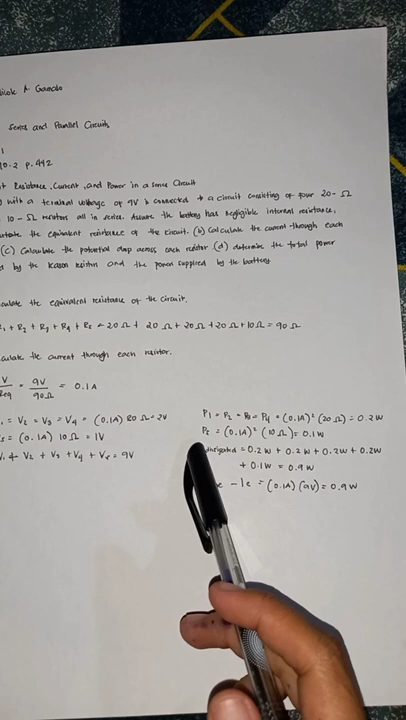 Nicole A Gando
Series and Parallel Circuits
1
10.2 p. 442
Resistance, Current, and Power in a Series Circuit
with a terminal voltage of 9V is connected to a circuit consisting of four 20-Ω
10-Ω resistors all in series. Assume the battery has negligible internal resistance.
the equivalent resistance of the circuit. (b) Calculate the current through each
(c) Calculate the potential drop across each resistor (d) determine the total power
by the resistors and the power supplied by the battery
the equivalent resistance of the circuit.
+ R2 + R3 + R4 + R5 = 20 Ω + 20 Ω + 20 Ω + 20 Ω + 10 Ω = 90 Ω
the current through each resistor.
V/Req = 9V/90Ω = 0.1A
= V2 = V3 = V4 = (0.1A) 20 Ω = 2V
= (0.1A) 10 Ω = 1V
+ V2 + V3 + V4 + V5 = 9V
P1 = P2 = P3 = P4 = (0.1A)² (20 Ω) = 0.2W
P5 = (0.1A)² (10 Ω) = 0.1W
= 0.2W + 0.2W + 0.2W + 0.2W
+ 0.1W = 0.9W
= (0.1A) (9V) = 0.9W